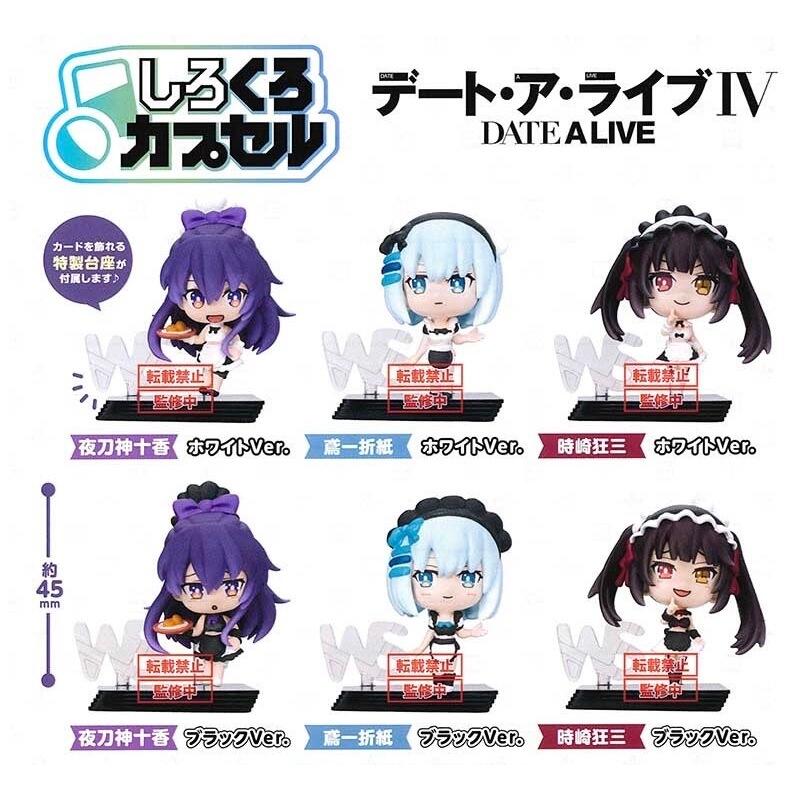 しろくろ
カプセル
デート・ア・ライブIV
DATE A LIVE
DATE A LIVE
カードを飾れる
特製台座が
付属します♪
WC
WC
WC
転載禁止
監修中
転載禁止
監修中
転載禁止
監修中
夜刀神十香 ホワイトVer.
鳶一折紙 ホワイトVer.
時崎狂三 ホワイトVer.
約
45
mm
WC
WC
WC
転載禁止
監修中
転載禁止
監修中
転載禁止
監修中
夜刀神十香 ブラックVer.
鳶一折紙 ブラックVer.
時崎狂三 ブラックVer.